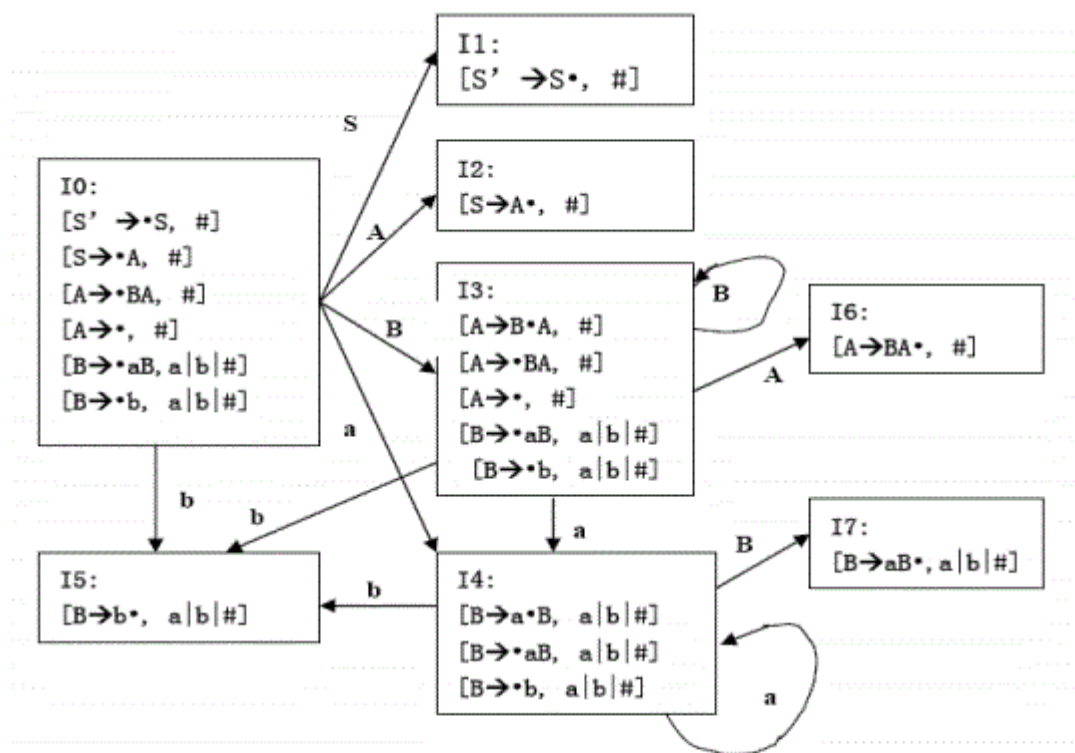 I1:
[S' →S•, #]
S
I0:
[S' →•S, #]
[S→•A, #]
[A→•BA, #]
[A→•, #]
[B→•aB,a|b|#]
[B→•b, a|b|#]
I2:
[S→A•, #]
A
B
I3:
[A→B•A, #]
[A→•BA, #]
[A→•, #]
[B→•aB, a|b|#]
[B→•b, a|b|#]
B
I6:
[A→BA•, #]
A
a
b
b
a
I5:
[B→b•, a|b|#]
b
I4:
[B→a•B, a|b|#]
[B→•aB, a|b|#]
[B→•b, a|b|#]
B
I7:
[B→aB•,a|b|#]
a